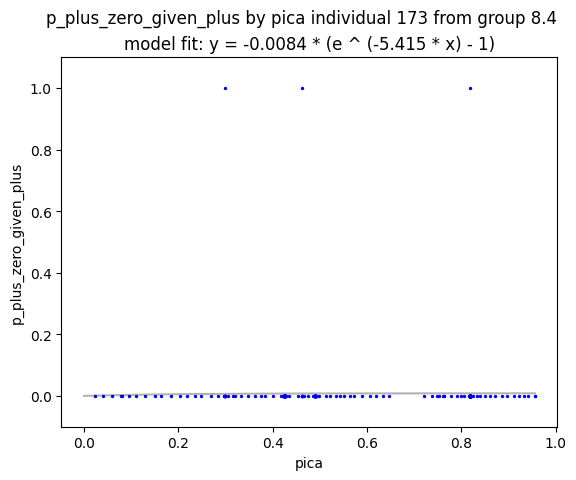 p_plus_zero_given_plus by pica individual 173 from group 8.4
model fit: y = -0.0084 * (e ^ (-5.415 * x) - 1)
1.0
0.8
0.6
0.4
0.2
0.0
p_plus_zero_given_plus
0.0 0.2 0.4 0.6 0.8 1.0
pica